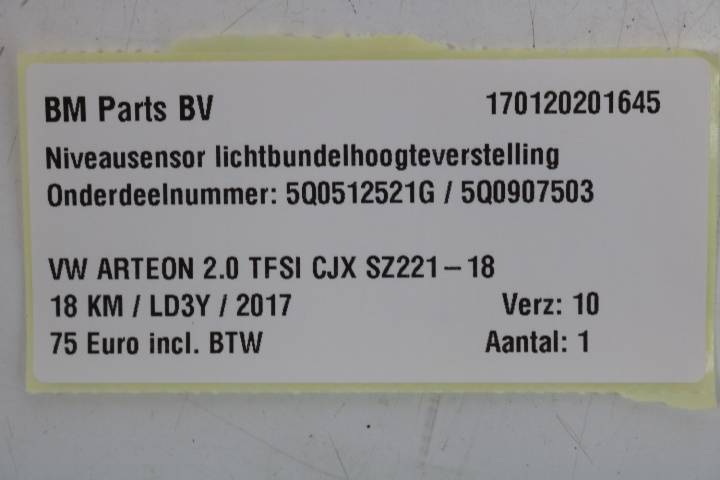 BM Parts BV 170120201645
Niveausensor lichtbundelhoogteverstelling
Onderdeelnummer: 5Q0512521G / 5Q0907503
VW ARTEON 2.0 TFSI CJX SZ221-18
18 KM / LD3Y / 2017 Verz: 10
75 Euro incl. BTW Aantal: 1